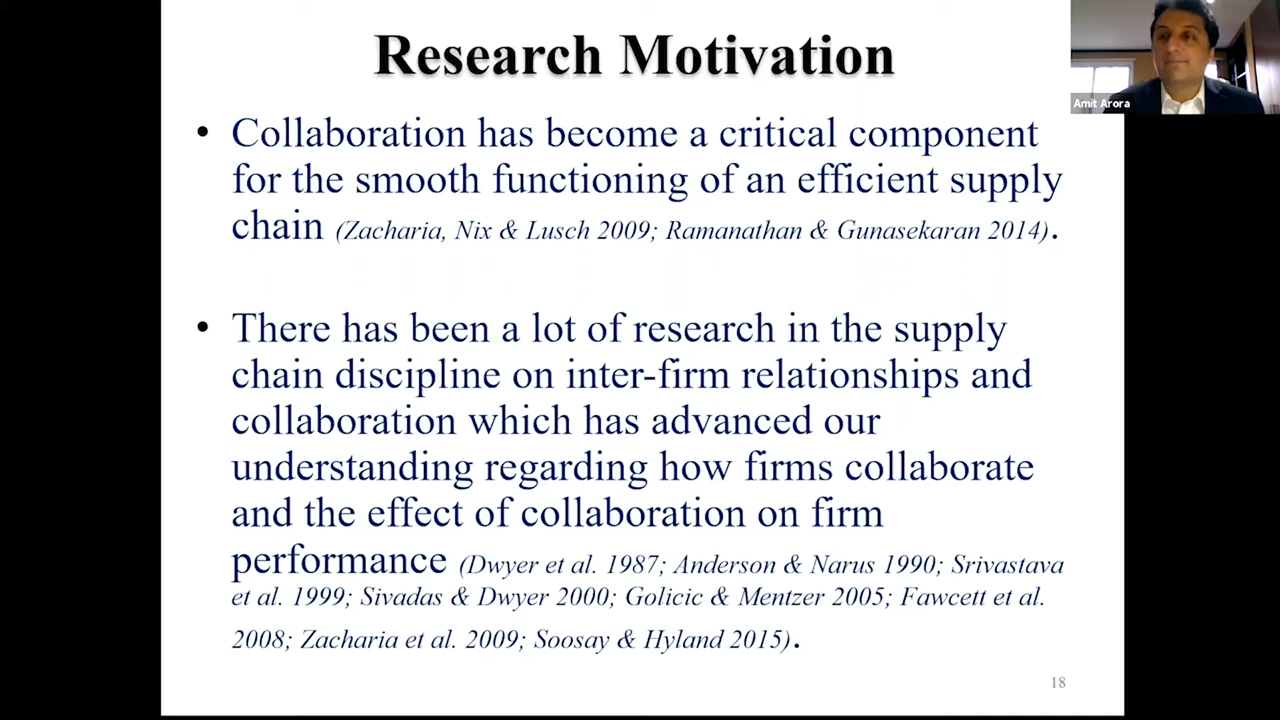 Research Motivation
Amit Arora
• Collaboration has become a critical component
for the smooth functioning of an efficient supply
chain (Zacharia, Nix & Lusch 2009; Ramanathan & Gunasekaran 2014).
• There has been a lot of research in the supply
chain discipline on inter-firm relationships and
collaboration which has advanced our
understanding regarding how firms collaborate
and the effect of collaboration on firm
performance (Dwyer et al. 1987; Anderson & Narus 1990; Srivastava
et al. 1999; Sivadas & Dwyer 2000; Golicic & Mentzer 2005; Fawcett et al.
2008; Zacharia et al. 2009; Soosay & Hyland 2015).
18